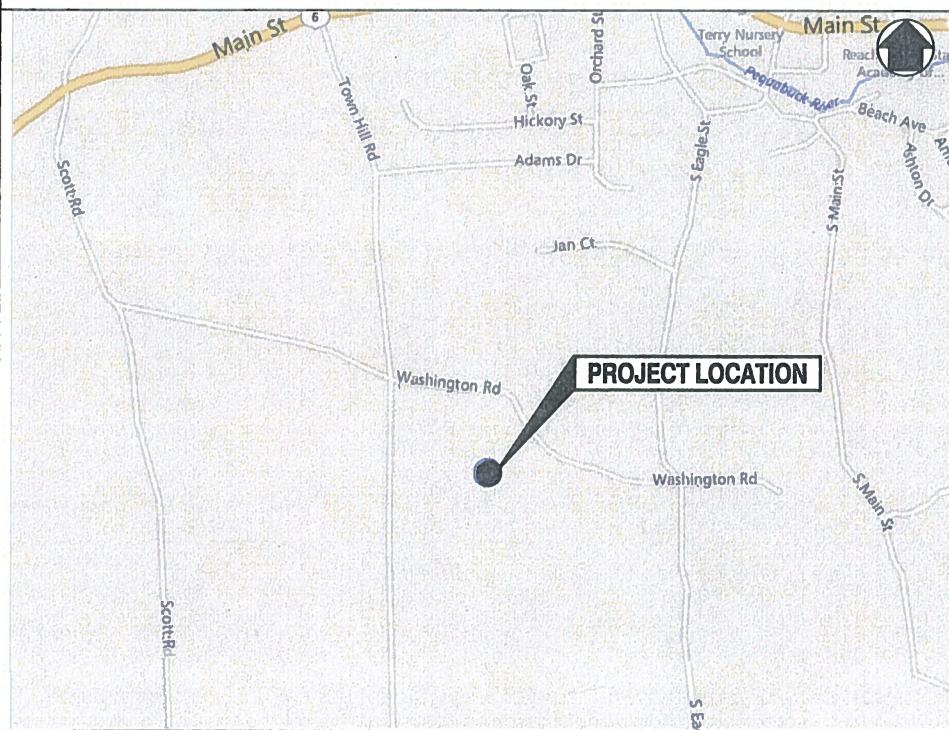 6
Main St
Main St
Terry Nursery
School
Orchard St
Oak St
Pequabuck River
Town Hill Rd
Hickory St
Beach Ave
S Eagle St
Adams Dr
Ashton Dr
Scott Rd
S Main St
Jan Ct
PROJECT LOCATION
Washington Rd
Washington Rd
S Main St
Scott Rd
S Ea